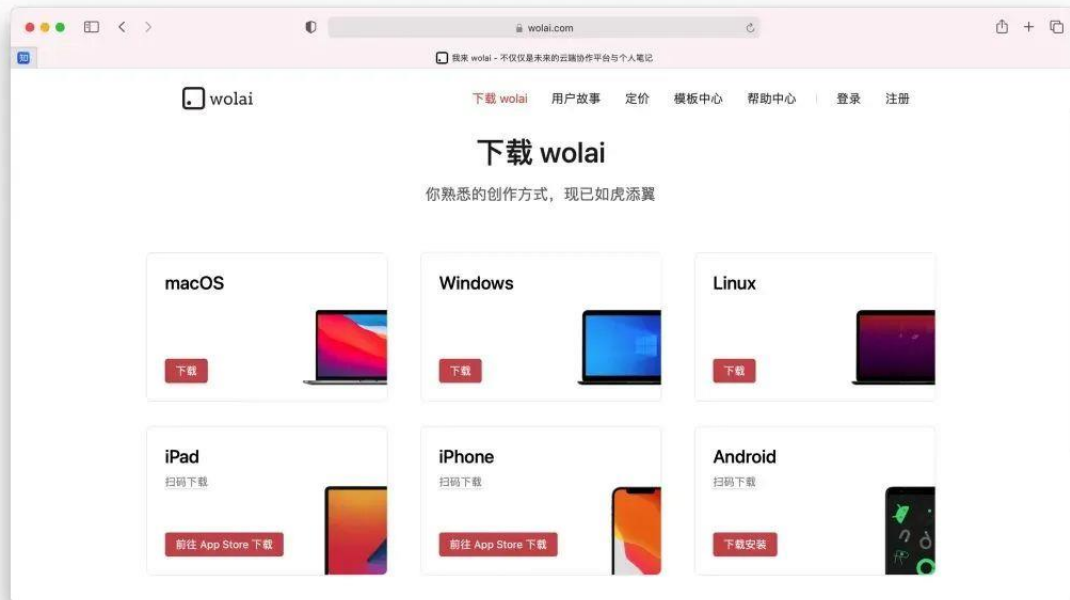 wolai.com
我来 wolai - 不仅仅是未来的云端协作平台与个人笔记
wolai
下载 wolai 用户故事 定价 模板中心 帮助中心 登录 注册
下载 wolai
你熟悉的创作方式，现已如虎添翼
macOS
下载
Windows
下载
Linux
下载
iPad
扫码下载
前往 App Store 下载
iPhone
扫码下载
前往 App Store 下载
Android
扫码下载
下载安装